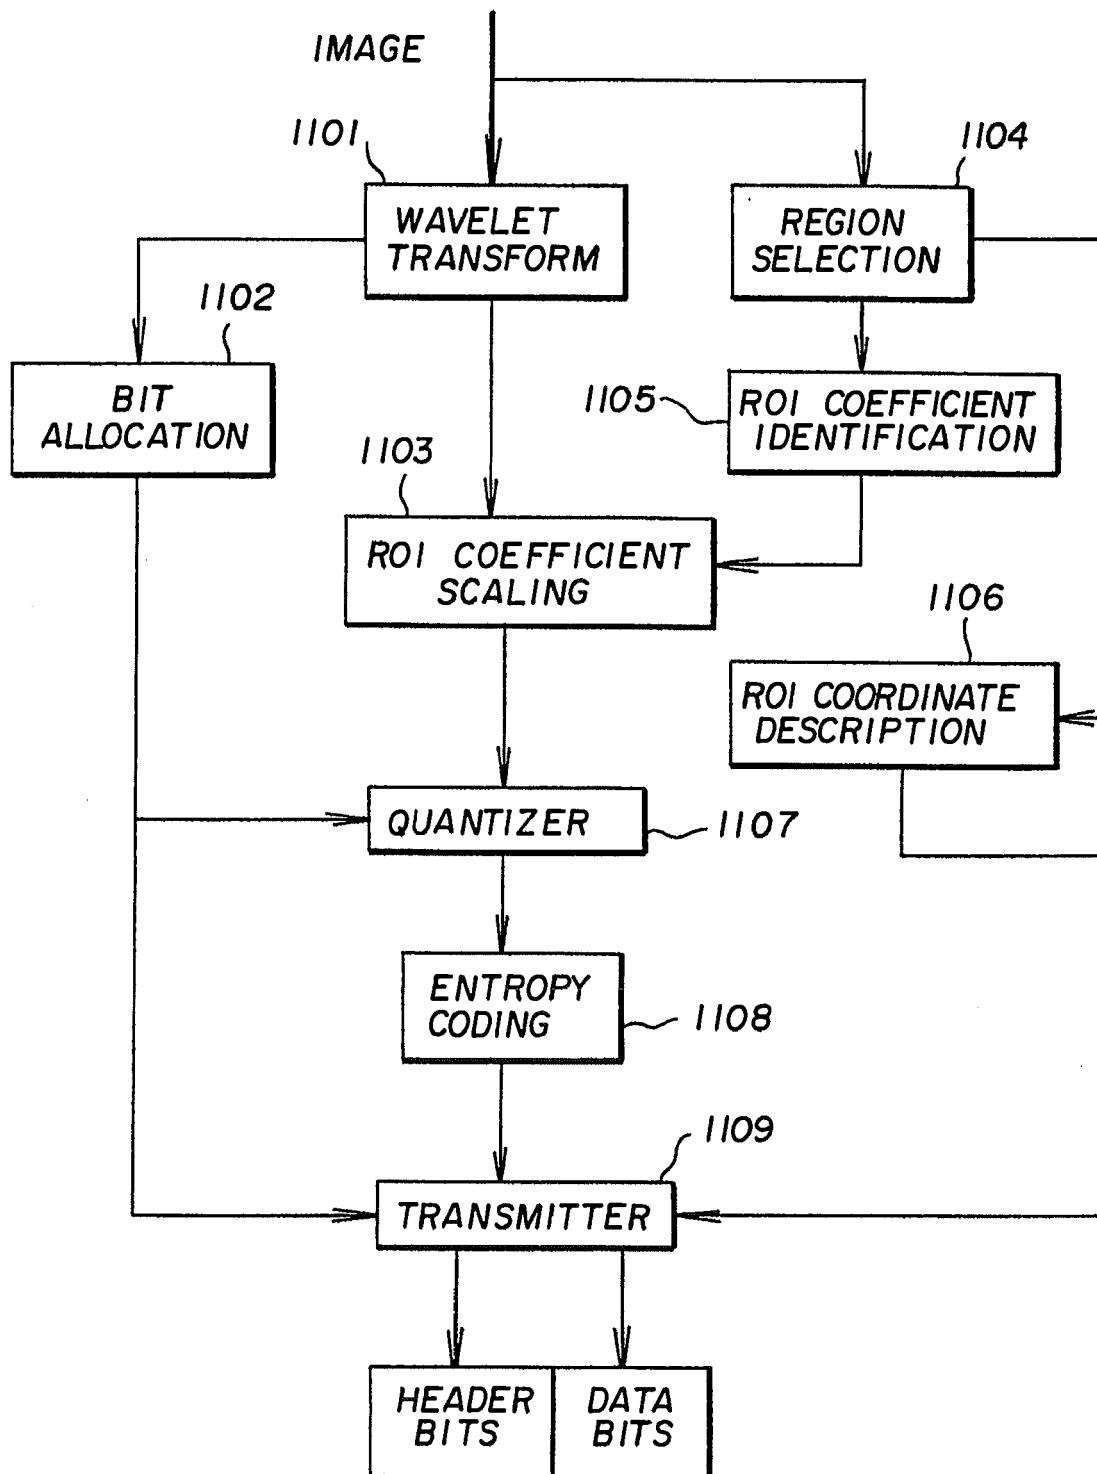 IMAGE
1101
1104
WAVELET
TRANSFORM
REGION
SELECTION
1102
BIT
ALLOCATION
1105
ROI COEFFICIENT
IDENTIFICATION
1103
ROI COEFFICIENT
SCALING
1106
ROI COORDINATE
DESCRIPTION
QUANTIZER
1107
ENTROPY
CODING
1108
1109
TRANSMITTER
HEADER
BITS
DATA
BITS